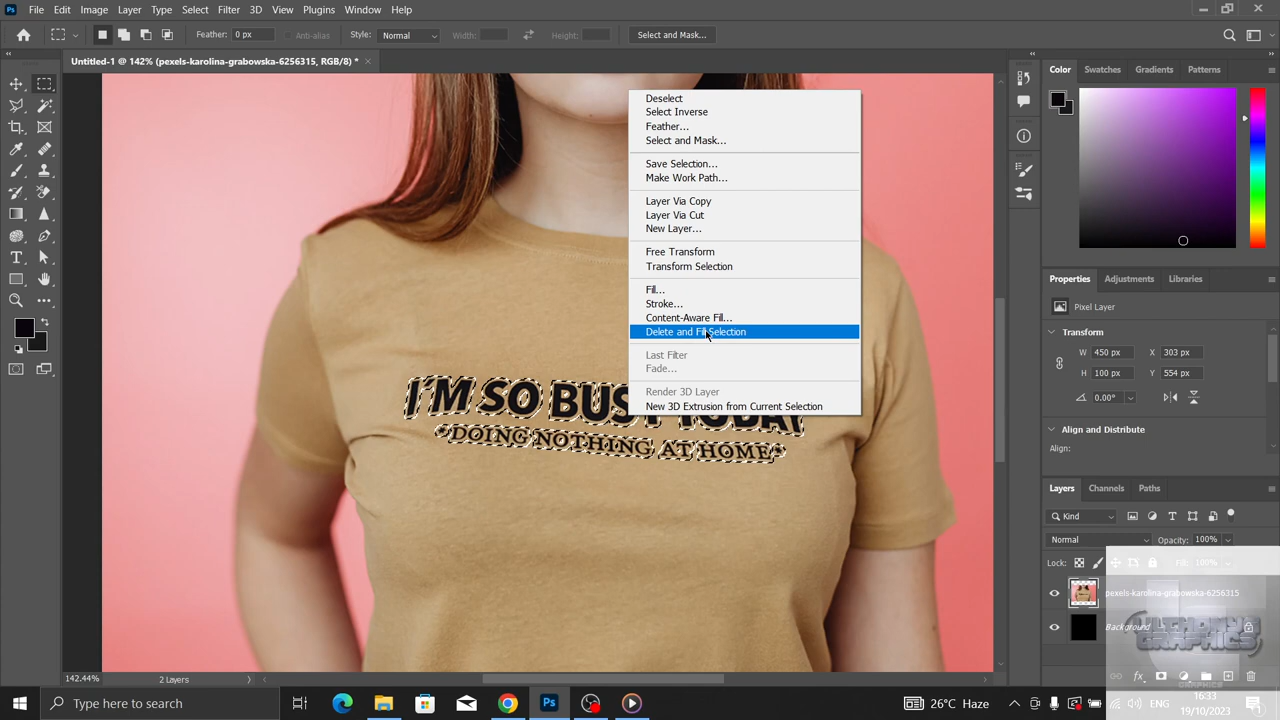 File Edit Image Layer Type Select Filter 3D View Plugins Window Help
Feather: 0 px Anti-alias Style: Normal Width: Height: Select and Mask...
Untitled-1 @ 142% (pexels-karolina-grabowska-6256315, RGB/8) *
Deselect
Select Inverse
Feather...
Select and Mask...
Save Selection...
Make Work Path...
Layer Via Copy
Layer Via Cut
New Layer...
Free Transform
Transform Selection
Fill...
Stroke...
Content-Aware Fill...
Delete and Fill Selection
Last Filter
Fade...
Render 3D Layer
New 3D Extrusion from Current Selection
I'M SO BUSY TODAY
*DOING NOTHING AT HOME*
Color Swatches Gradients Patterns
Properties Adjustments Libraries
Pixel Layer
Transform
W 450 px X 303 px
H 100 px Y 554 px
0.00°
Align and Distribute
Align:
Layers Channels Paths
Kind
Normal Opacity: 100%
Lock: Fill: 100%
pexels-karolina-grabowska-6256315
Background
GRAPHICS
142.44% 2 Layers
Type here to search
Ps
26°C Haze
ENG
16:33
19/10/2023